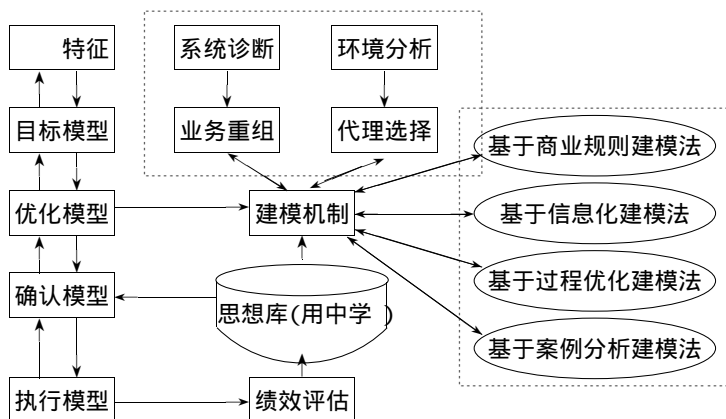 特征
系统诊断
环境分析
目标模型
业务重组
代理选择
基于商业规则建模法
优化模型
建模机制
基于信息化建模法
基于过程优化建模法
确认模型
思想库(用中学 )
基于案例分析建模法
执行模型
绩效评估